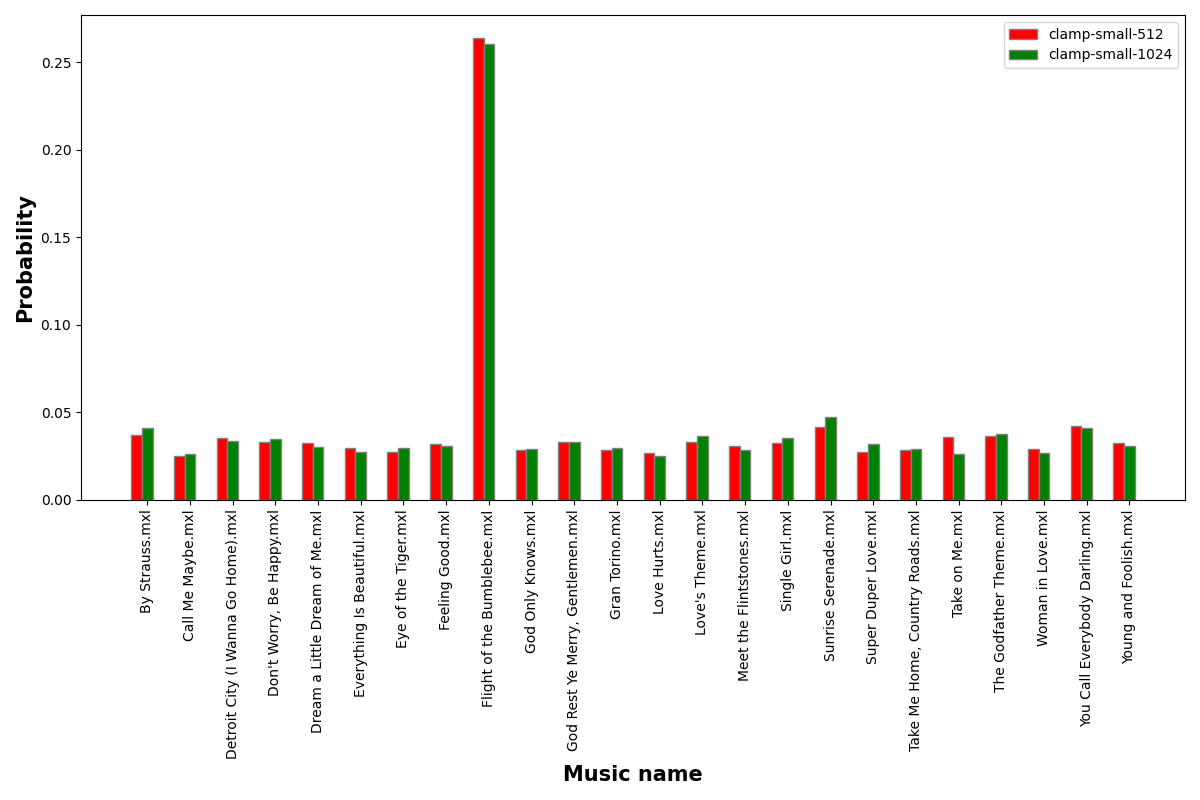 clamp-small-512
clamp-small-1024
Probability
0.25
0.20
0.15
0.10
0.05
0.00
By Strauss.mxl
Call Me Maybe.mxl
Detroit City (I Wanna Go Home).mxl
Don't Worry, Be Happy.mxl
Dream a Little Dream of Me.mxl
Everything Is Beautiful.mxl
Eye of the Tiger.mxl
Feeling Good.mxl
Flight of the Bumblebee.mxl
God Only Knows.mxl
God Rest Ye Merry, Gentlemen.mxl
Gran Torino.mxl
Love Hurts.mxl
Love's Theme.mxl
Meet the Flintstones.mxl
Single Girl.mxl
Sunrise Serenade.mxl
Super Duper Love.mxl
Take Me Home, Country Roads.mxl
Take on Me.mxl
The Godfather Theme.mxl
Woman in Love.mxl
You Call Everybody Darling.mxl
Young and Foolish.mxl
Music name